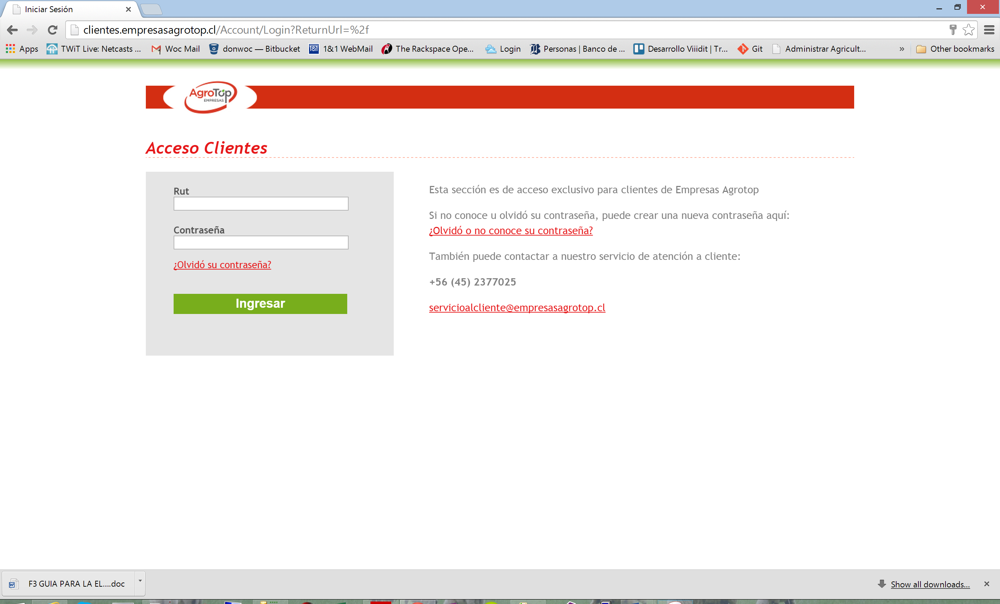 Iniciar Sesión
clientes.empresasagrotop.cl/Account/Login?ReturnUrl=%2f
Apps TWiT Live: Netcasts ... Woc Mail donwoc — Bitbucket 1&1 1&1 WebMail The Rackspace Ope... Login Personas | Banco de ... Desarrollo Viiidit | Tr... Git Administrar Agricult... » Other bookmarks
AgroTop
EMPRESAS
Acceso Clientes
Rut
Contraseña
¿Olvidó su contraseña?
Ingresar
Esta sección es de acceso exclusivo para clientes de Empresas Agrotop
Si no conoce u olvidó su contraseña, puede crear una nueva contraseña aquí:
¿Olvidó o no conoce su contraseña?
También puede contactar a nuestro servicio de atención a cliente:
+56 (45) 2377025
servicioalcliente@empresasagrotop.cl
F3 GUIA PARA LA EL....doc
Show all downloads...